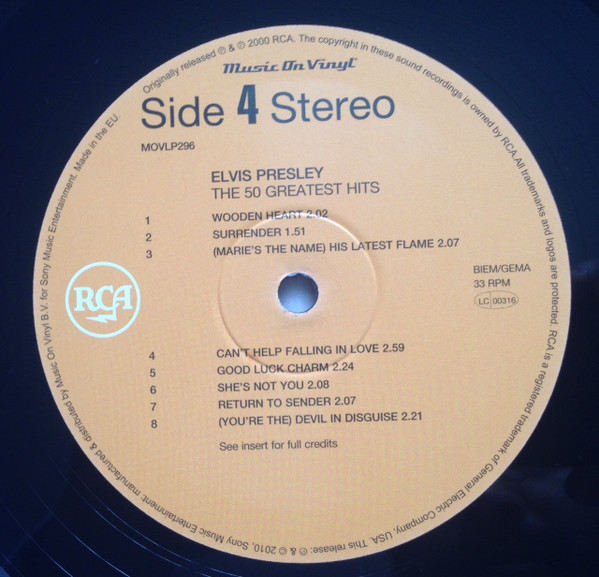 Originally released ℗ & © 2000 RCA. The copyright in these sound recordings is owned by RCA. All trademarks and logos are protected. RCA is a registered trademark of General Electric Company, USA. This release: ℗ & © 2010, Sony Music Entertainment. manufactured & distributed by Music On Vinyl B.V. for Sony Music Entertainment. Made in the EU.
Music On Vinyl
Side 4 Stereo
MOVLP296
ELVIS PRESLEY
THE 50 GREATEST HITS
1 WOODEN HEART 2.02
2 SURRENDER 1.51
3 (MARIE'S THE NAME) HIS LATEST FLAME 2.07
BIEM/GEMA
33 RPM
LC 00316
RCA
4 CAN'T HELP FALLING IN LOVE 2.59
5 GOOD LUCK CHARM 2.24
6 SHE'S NOT YOU 2.08
7 RETURN TO SENDER 2.07
8 (YOU'RE THE) DEVIL IN DISGUISE 2.21
See insert for full credits